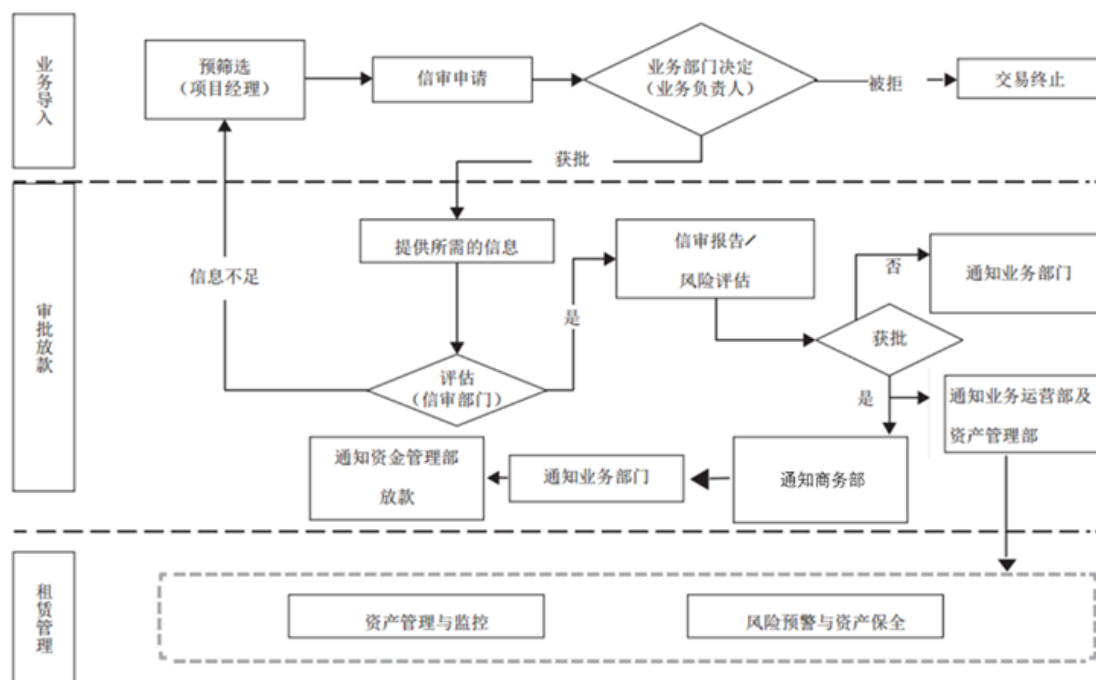 业务导入
预筛选
（项目经理）
信审申请
业务部门决定
（业务负责人）
被拒
交易终止
获批
审批放款
提供所需的信息
信息不足
信审报告/
风险评估
否
通知业务部门
是
获批
评估
（信审部门）
是
通知业务运营部及
资产管理部
通知资金管理部
放款
通知业务部门
通知商务部
租赁管理
资产管理与监控
风险预警与资产保全